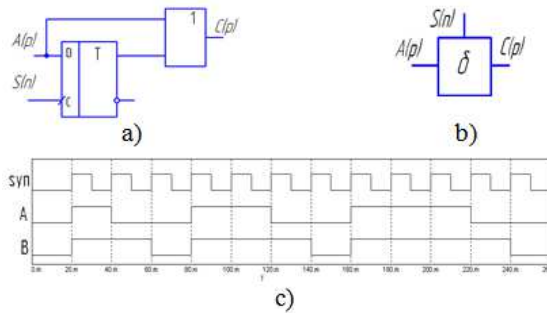 1
C(p)
A(p)
D T
S(n)
C
a)
S(n)
A(p) δ C(p)
b)
syn
A
B
0.m 20.m 40.m 60.m 80.m 100.m 120.m 140.m 160.m 180.m 200.m 220.m 240.m
c)